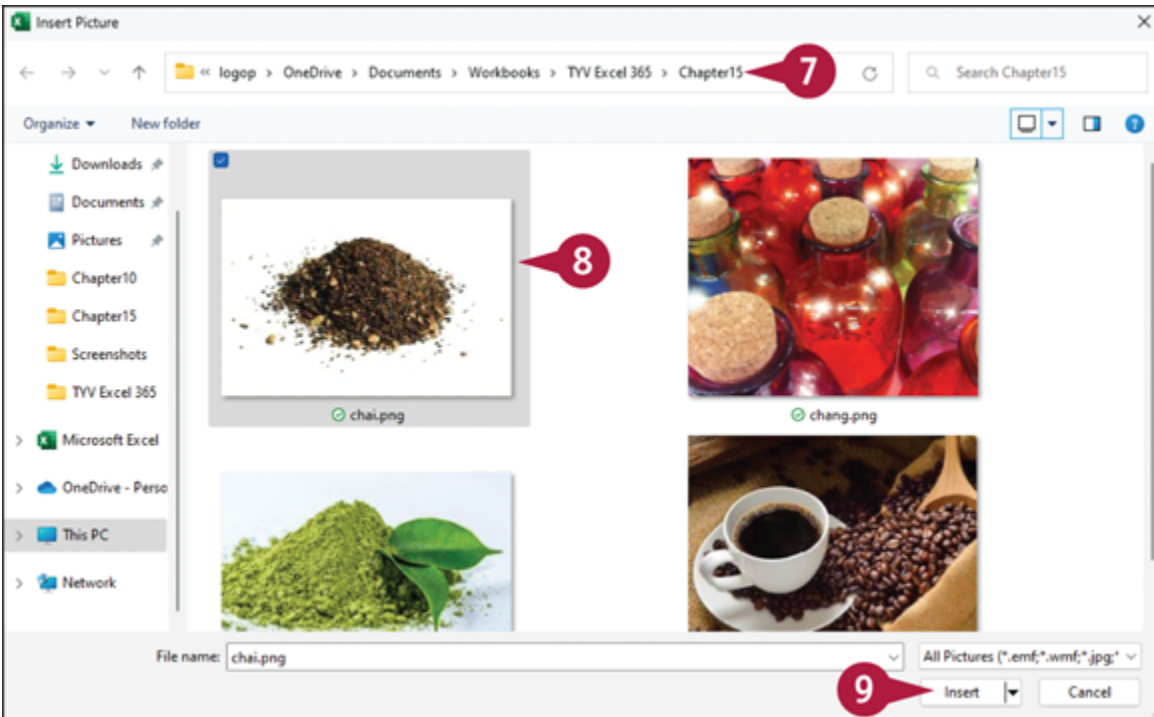 Insert Picture
« logop > OneDrive > Documents > Workbooks > TYV Excel 365 > Chapter15
7
Search Chapter15
Organize
New folder
Downloads
Documents
Pictures
Chapter10
Chapter15
Screenshots
TYV Excel 365
Microsoft Excel
OneDrive - Perso
This PC
Network
8
chai.png
chang.png
File name:
chai.png
All Pictures (*.emf;*.wmf;*.jpg;*
9
Insert
Cancel